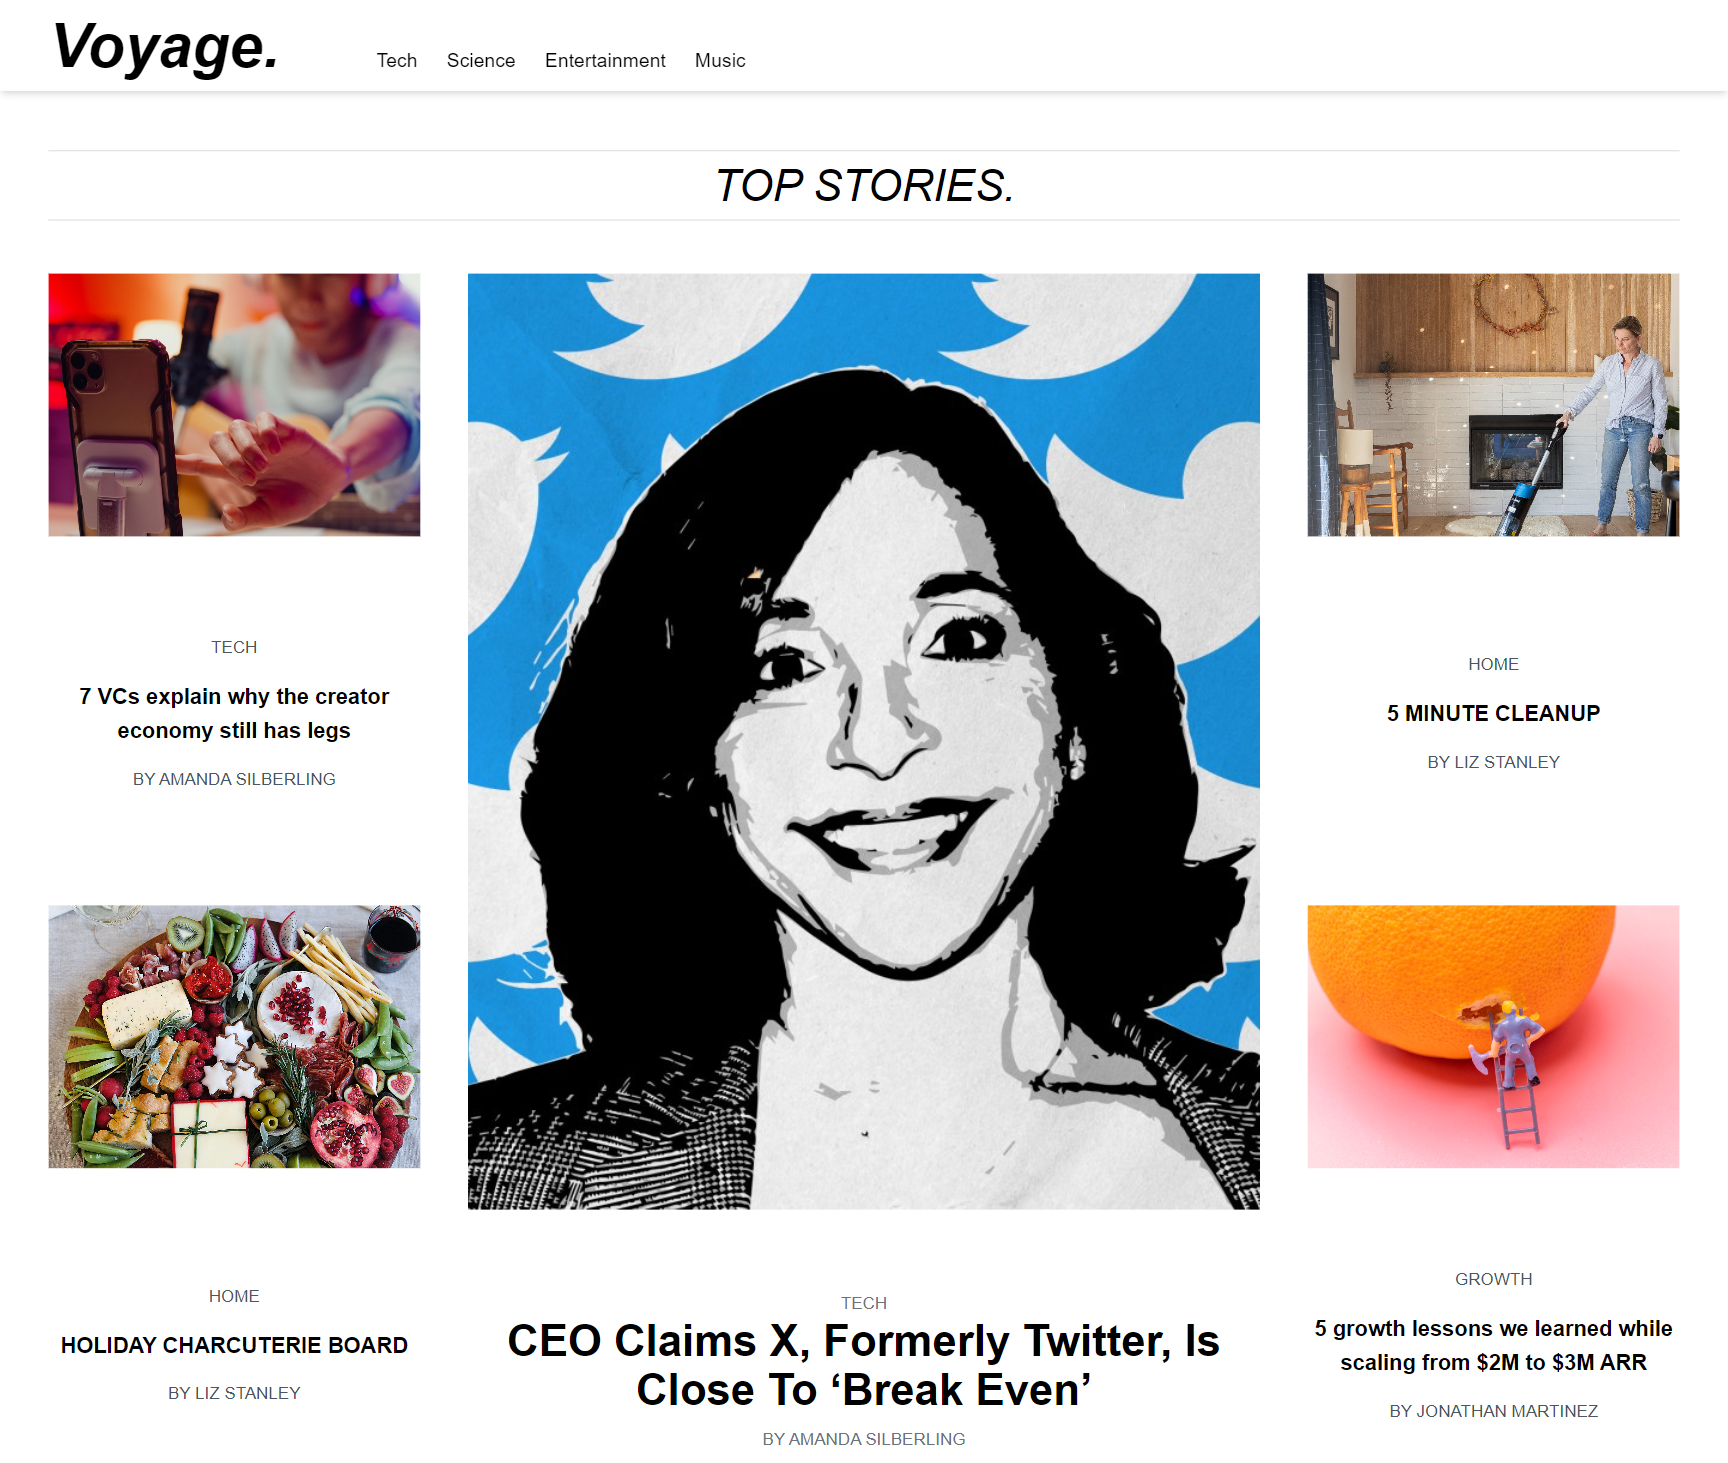 Voyage.
Tech Science Entertainment Music
TOP STORIES.
TECH
7 VCs explain why the creator
economy still has legs
BY AMANDA SILBERLING
HOME
HOLIDAY CHARCUTERIE BOARD
BY LIZ STANLEY
TECH
CEO Claims X, Formerly Twitter, Is
Close To ‘Break Even’
BY AMANDA SILBERLING
HOME
5 MINUTE CLEANUP
BY LIZ STANLEY
GROWTH
5 growth lessons we learned while
scaling from $2M to $3M ARR
BY JONATHAN MARTINEZ